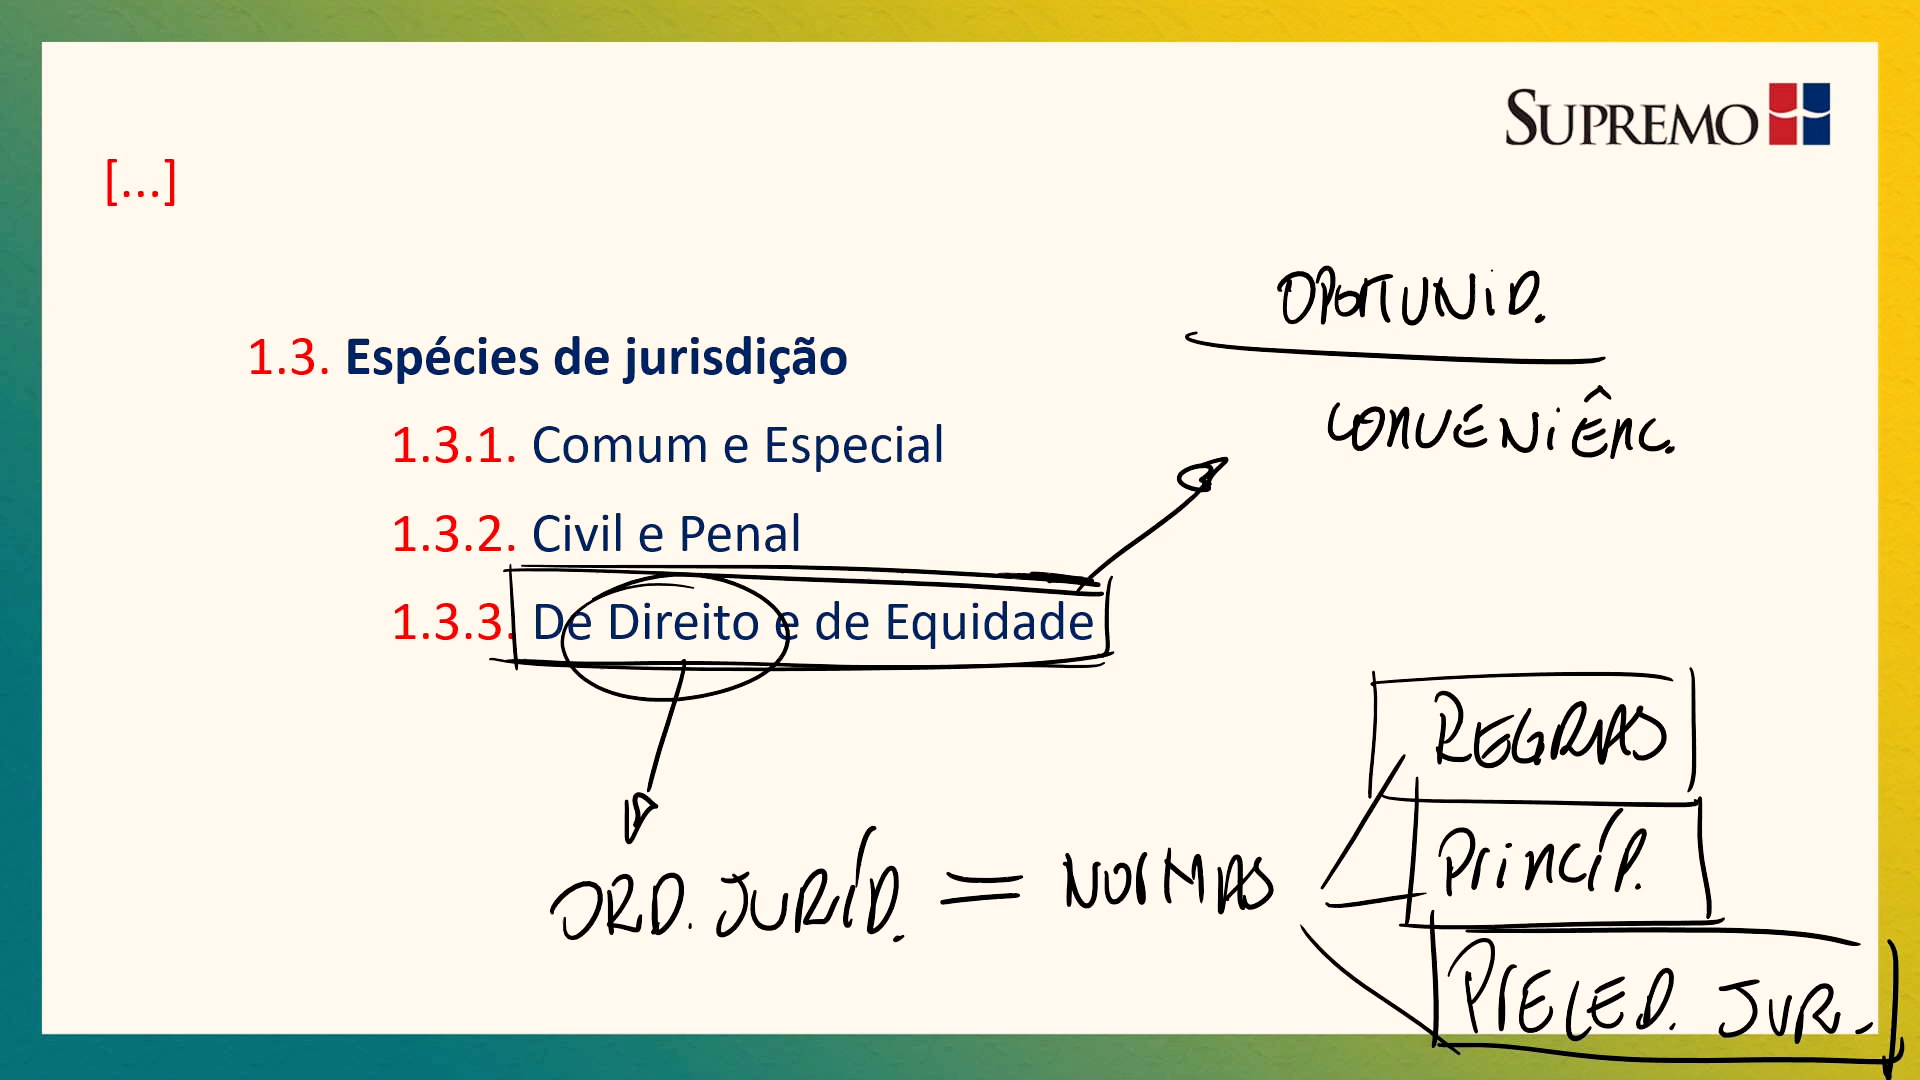 SUPREMO
[...]
OPORTUNID.
1.3. Espécies de jurisdição
CONVENIÊNC.
1.3.1. Comum e Especial
1.3.2. Civil e Penal
1.3.3. De Direito e de Equidade
REGRAS
PRINCÍP.
ORD. JURÍD. = NORMAS
PRECED. JUR.